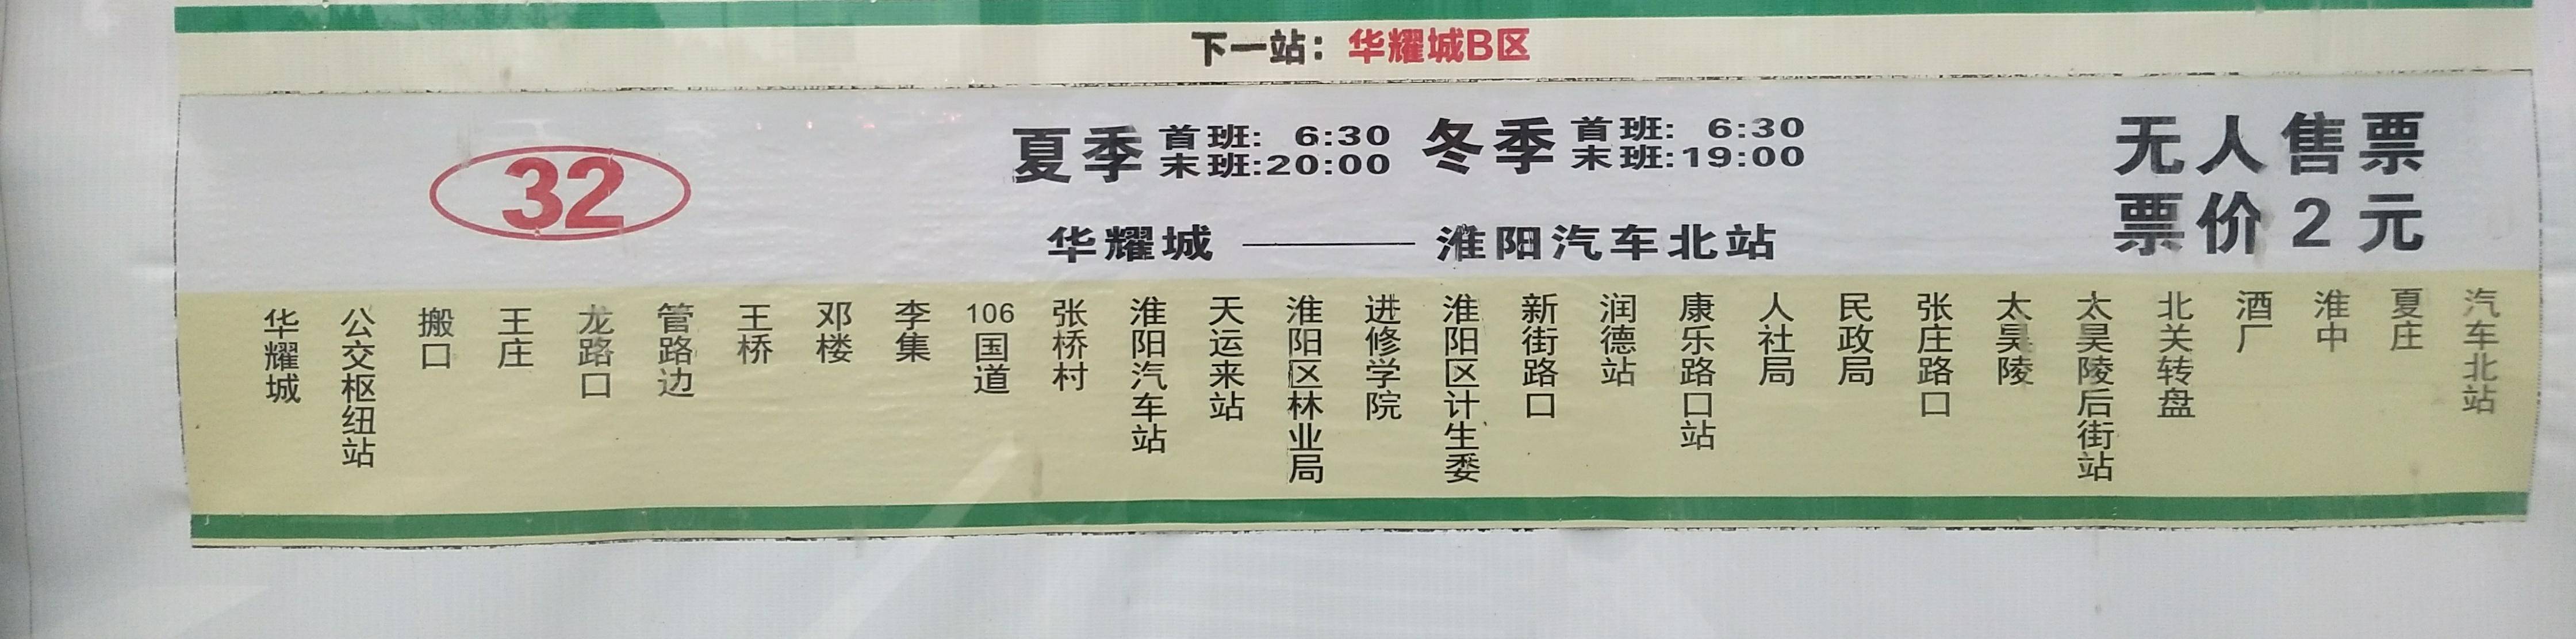 下一站：华耀城B区
32
夏季 首班: 6:30
末班:20:00
冬季 首班: 6:30
末班:19:00
无人售票
票价2元
华耀城——淮阳汽车北站
华耀城
公交枢纽站
搬口
王庄
龙路口
管路边
王桥
邓楼
李集
106国道
张桥村
淮阳汽车站
天运来站
淮阳区林业局
进修学院
淮阳区计生委
新街路口
润德站
康乐路口站
人社局
民政局
张庄路口
太昊陵
太昊陵后街站
北关转盘
酒厂
淮中
夏庄
汽车北站